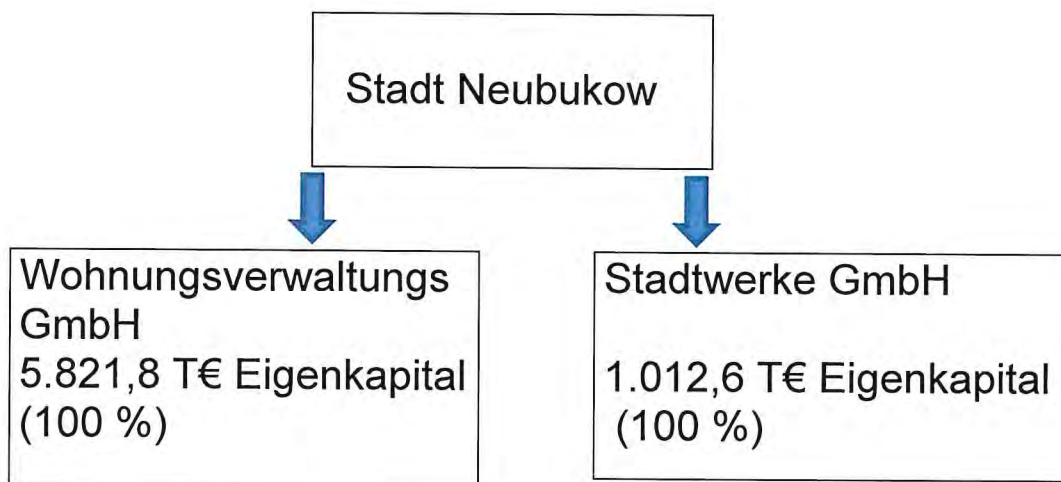 Stadt Neubukow
Wohnungsverwaltungs
GmbH
5.821,8 T€ Eigenkapital
(100 %)
Stadtwerke GmbH
1.012,6 T€ Eigenkapital
(100 %)